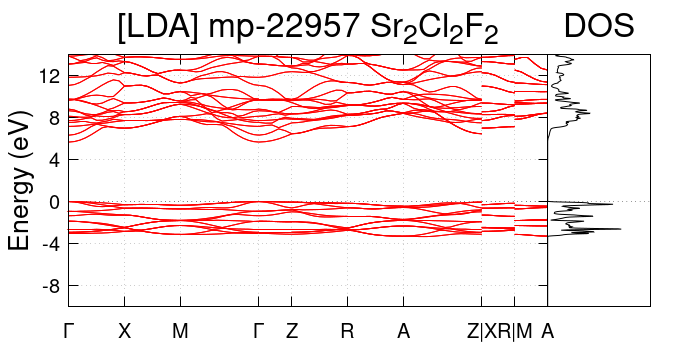 [LDA] mp-22957 Sr₂Cl₂F₂ DOS
Energy (eV)
12
8
4
0
-4
-8
Γ X M Γ Z R A Z|XR|M A